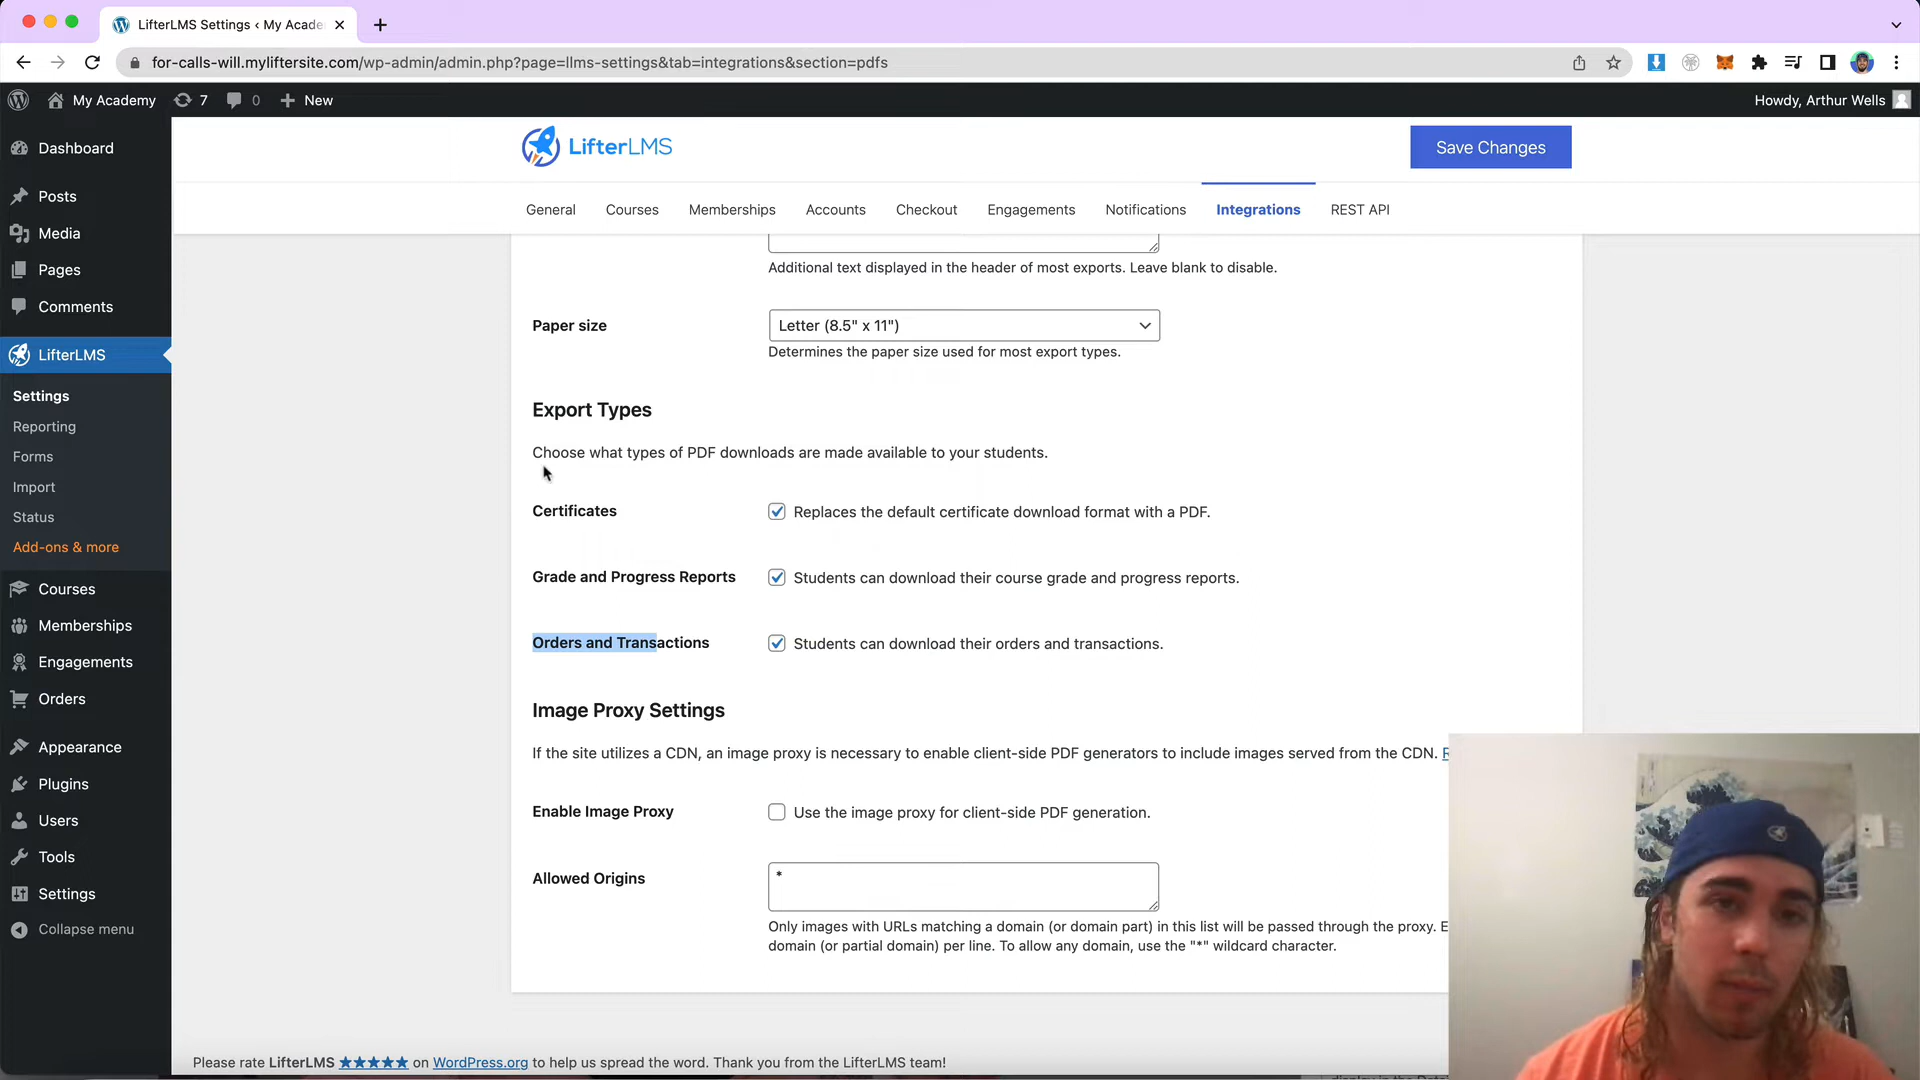 LifterLMS Settings ‹ My Acade
for-calls-will.myliftersite.com/wp-admin/admin.php?page=llms-settings&tab=integrations&section=pdfs
My Academy
7
0
New
Howdy, Arthur Wells
Dashboard
Posts
Media
Pages
Comments
LifterLMS
Settings
Reporting
Forms
Import
Status
Add-ons & more
Courses
Memberships
Engagements
Orders
Appearance
Plugins
Users
Tools
Settings
Collapse menu
LifterLMS
Save Changes
General
Courses
Memberships
Accounts
Checkout
Engagements
Notifications
Integrations
REST API
Additional text displayed in the header of most exports. Leave blank to disable.
Paper size
Letter (8.5" x 11")
Determines the paper size used for most export types.
Export Types
Choose what types of PDF downloads are made available to your students.
Certificates
Replaces the default certificate download format with a PDF.
Grade and Progress Reports
Students can download their course grade and progress reports.
Orders and Transactions
Students can download their orders and transactions.
Image Proxy Settings
If the site utilizes a CDN, an image proxy is necessary to enable client-side PDF generators to include images served from the CDN.
Enable Image Proxy
Use the image proxy for client-side PDF generation.
Allowed Origins
*
Only images with URLs matching a domain (or domain part) in this list will be passed through the proxy. E
domain (or partial domain) per line. To allow any domain, use the "*" wildcard character.
Please rate LifterLMS ★★★★★ on WordPress.org to help us spread the word. Thank you from the LifterLMS team!